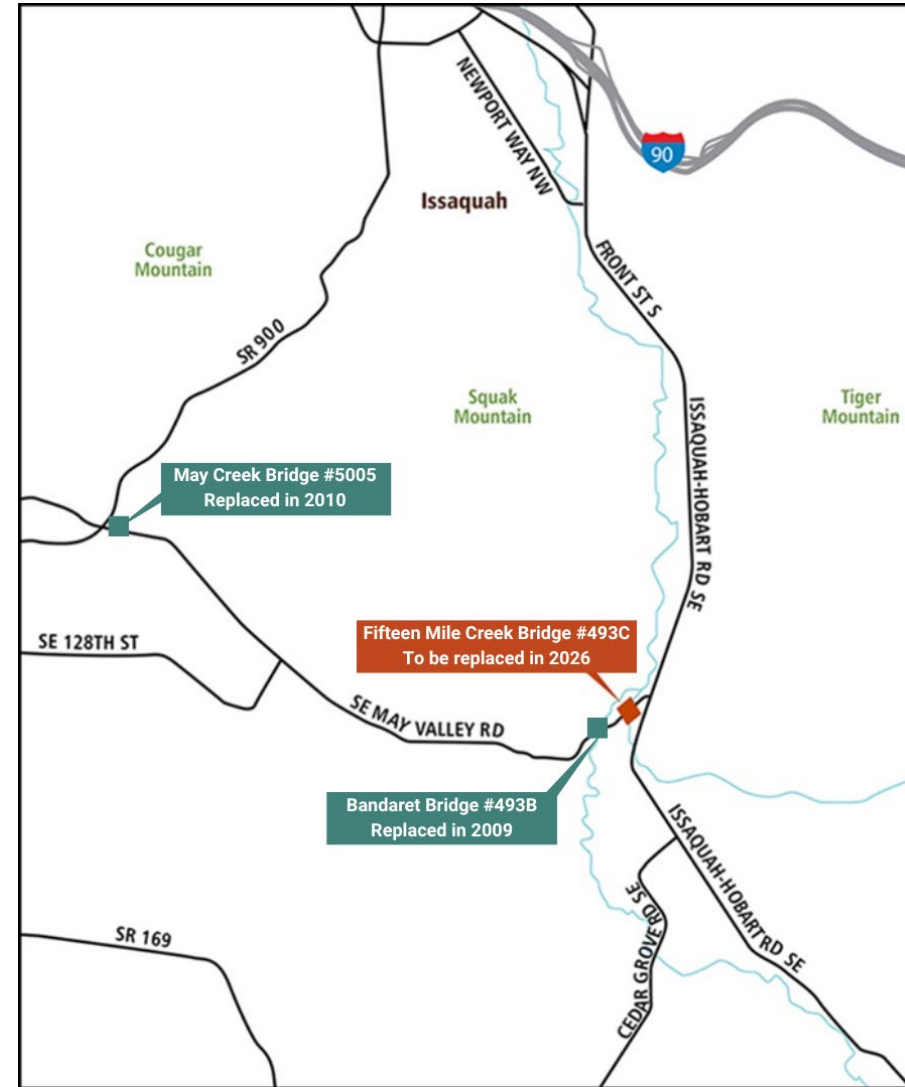 NEWPORT WAY NW
90
Issaquah
Cougar
Mountain
FRONT ST S
SR 900
Squak
Mountain
Tiger
Mountain
ISSAQUAH-HOBART RD SE
May Creek Bridge #5005
Replaced in 2010
Fifteen Mile Creek Bridge #493C
To be replaced in 2026
SE 128TH ST
SE MAY VALLEY RD
Bandaret Bridge #493B
Replaced in 2009
ISSAQUAH-HOBART RD SE
CEDAR GROVE RD SE
SR 169